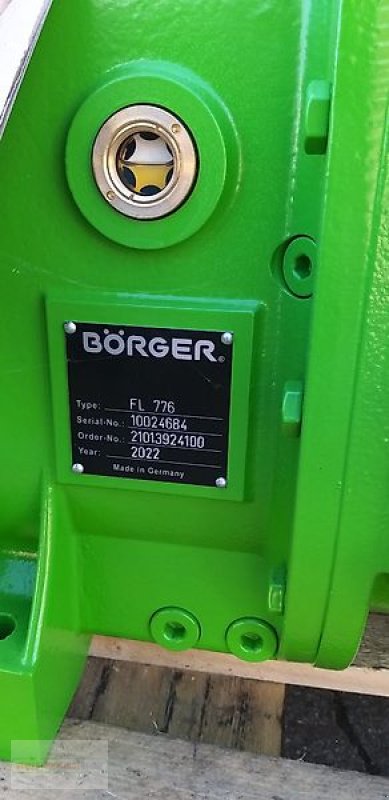 BÖRGER®
Type: FL 776
Serial-No.: 10024684
Order-No.: 21013924100
Year: 2022
Made in Germany